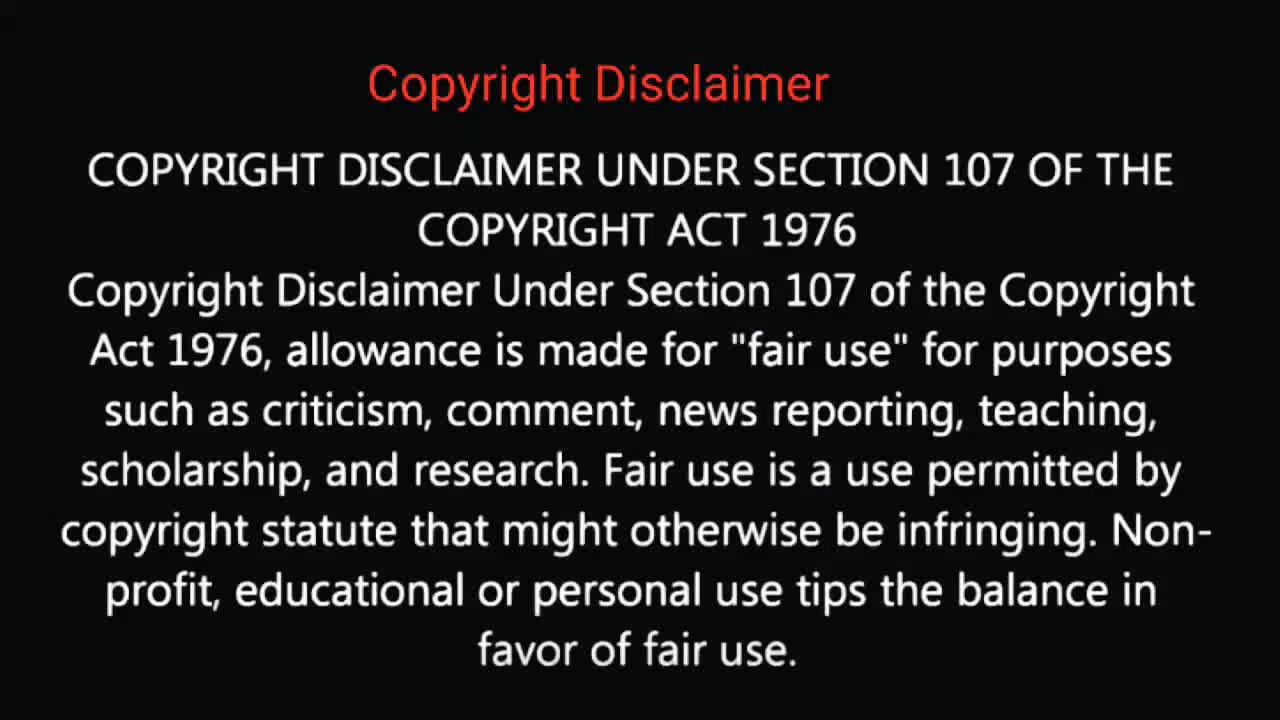 Copyright Disclaimer
COPYRIGHT DISCLAIMER UNDER SECTION 107 OF THE
COPYRIGHT ACT 1976
Copyright Disclaimer Under Section 107 of the Copyright
Act 1976, allowance is made for "fair use" for purposes
such as criticism, comment, news reporting, teaching,
scholarship, and research. Fair use is a use permitted by
copyright statute that might otherwise be infringing. Non-
profit, educational or personal use tips the balance in
favor of fair use.